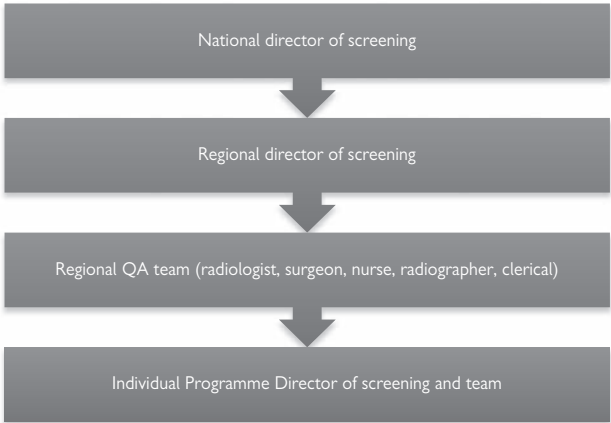 National director of screening
Regional director of screening
Regional QA team (radiologist, surgeon, nurse, radiographer, clerical)
Individual Programme Director of screening and team